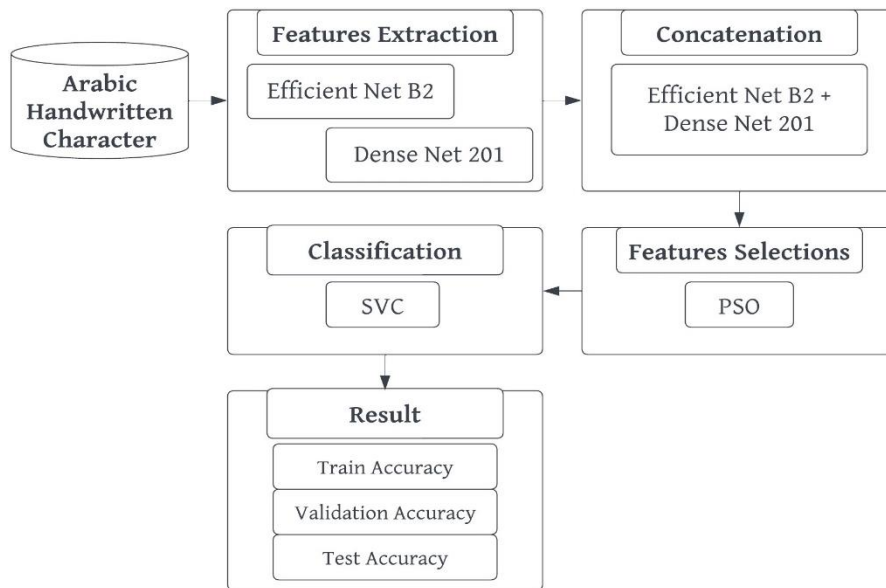 Arabic
Handwritten
Character
Features Extraction
Efficient Net B2
Dense Net 201
Concatenation
Efficient Net B2 +
Dense Net 201
Features Selections
PSO
Classification
SVC
Result
Train Accuracy
Validation Accuracy
Test Accuracy